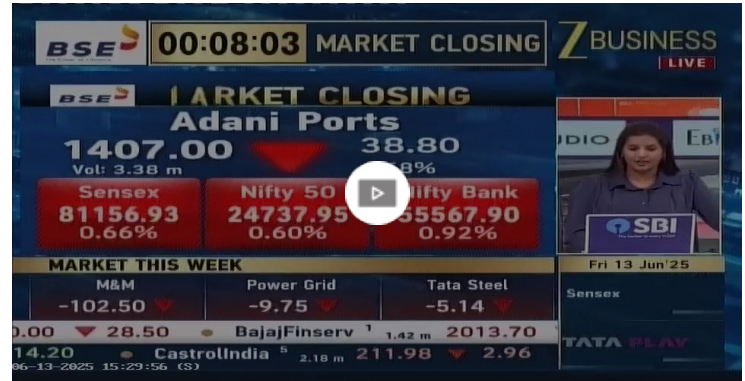 BSE
00:08:03 MARKET CLOSING
Z BUSINESS
LIVE
BSE
MARKET CLOSING
Adani Ports
1407.00
38.80
Vol: 3.38 m
Sensex
81156.93
0.66%
Nifty 50
24737.95
0.60%
Nifty Bank
55567.90
0.92%
SBI
MARKET THIS WEEK
M&M
-102.50
Power Grid
-9.75
Tata Steel
-5.14
Fri 13 Jun'25
Sensex
0.00 28.50 BajajFinserv 1 1.42 m 2013.70
14.20 CastrolIndia 5 2.18 m 211.98 2.96
TATA PLAY
06-13-2025 15:29:56 (S)